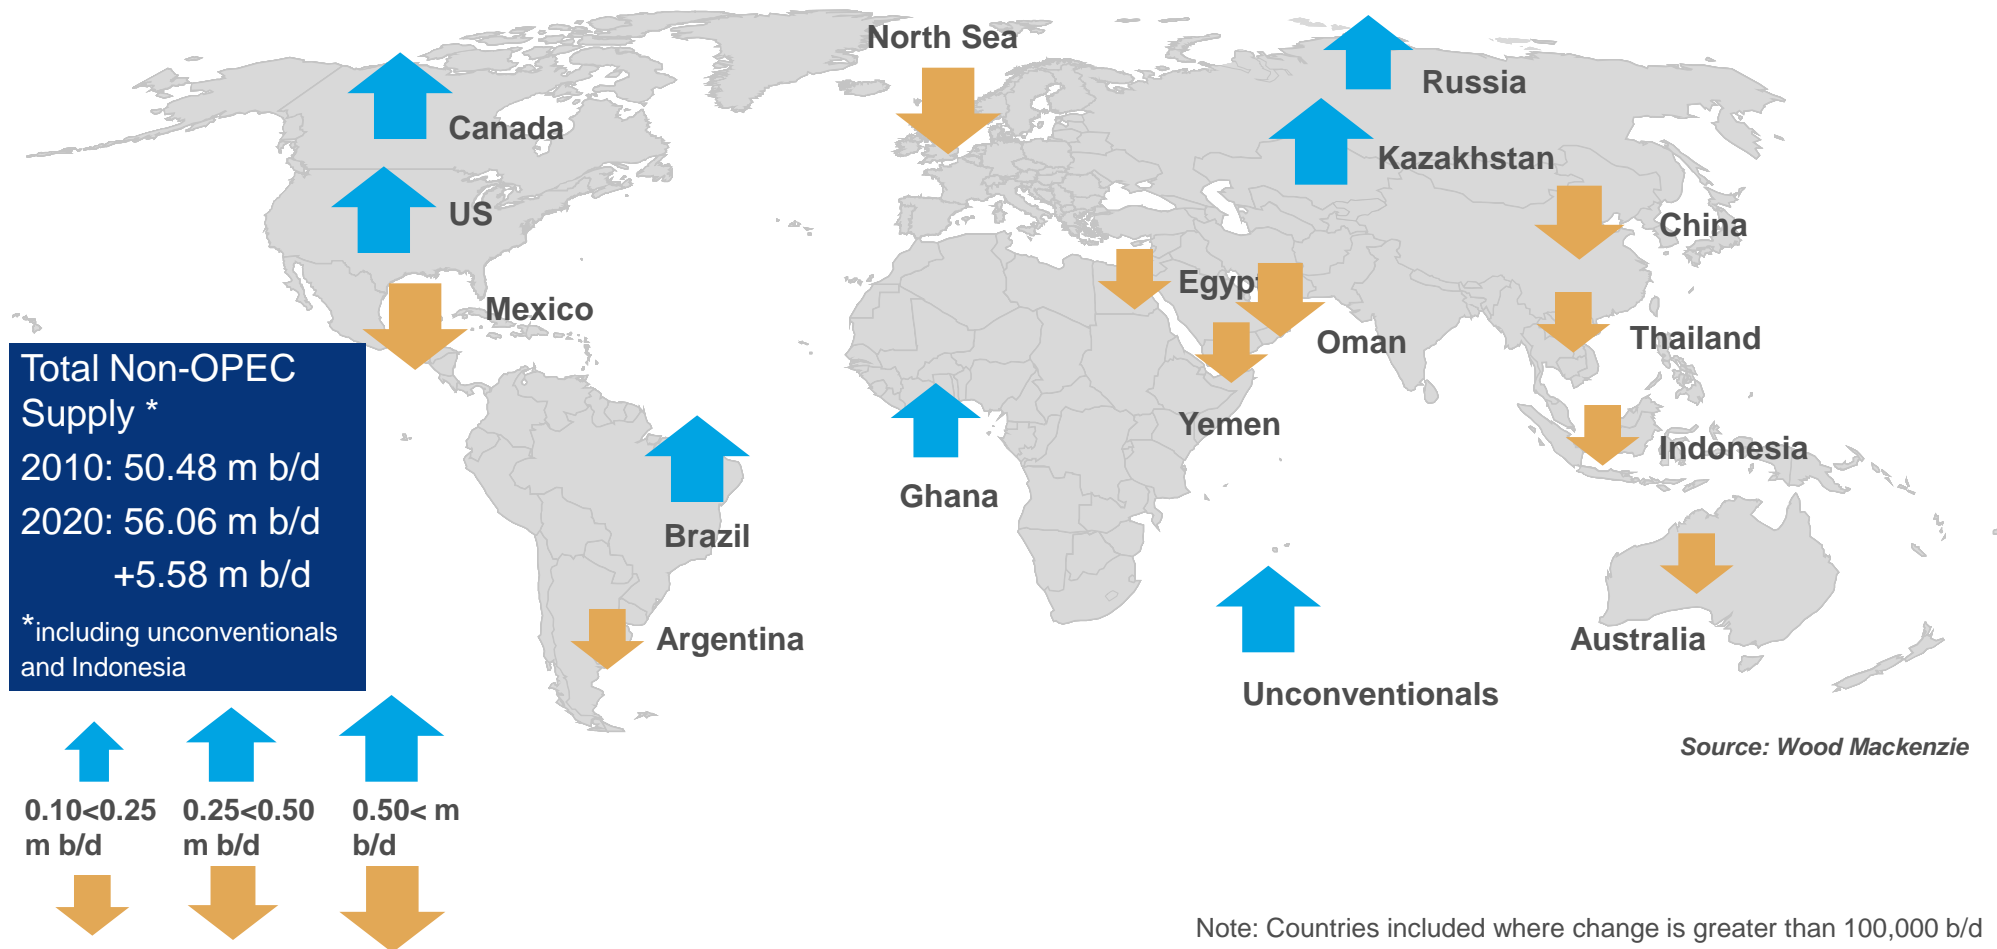 North Sea
Russia
Canada
Kazakhstan
US
China
Egypt
Mexico
Oman
Thailand
Total Non-OPEC
Supply *
2010: 50.48 m b/d
2020: 56.06 m b/d
+5.58 m b/d
*including unconventionals
and Indonesia
Yemen
Indonesia
Ghana
Brazil
Argentina
Australia
Unconventionals
Source: Wood Mackenzie
0.10<0.25
m b/d
0.25<0.50
m b/d
0.50< m
b/d
Note: Countries included where change is greater than 100,000 b/d